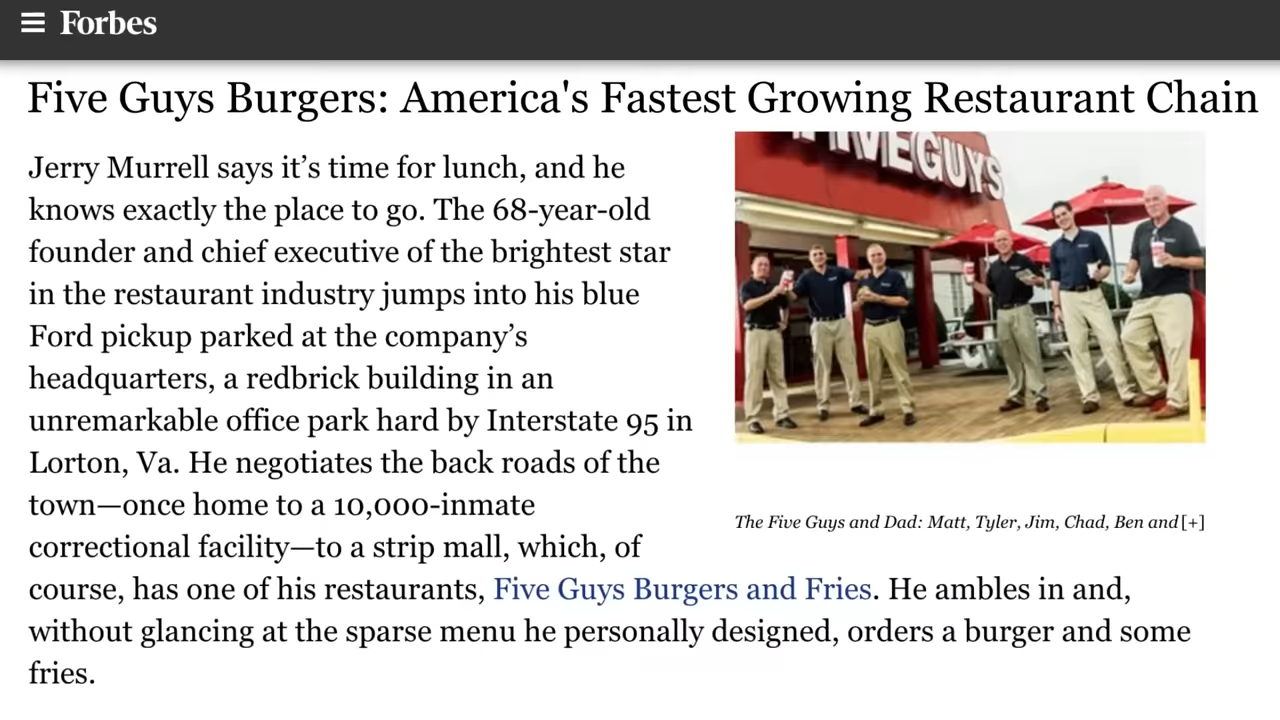 Forbes
Five Guys Burgers: America's Fastest Growing Restaurant Chain
Jerry Murrell says it’s time for lunch, and he
knows exactly the place to go. The 68-year-old
founder and chief executive of the brightest star
in the restaurant industry jumps into his blue
Ford pickup parked at the company’s
headquarters, a redbrick building in an
unremarkable office park hard by Interstate 95 in
Lorton, Va. He negotiates the back roads of the
town—once home to a 10,000-inmate
correctional facility—to a strip mall, which, of
course, has one of his restaurants, Five Guys Burgers and Fries. He ambles in and,
without glancing at the sparse menu he personally designed, orders a burger and some
fries.
FIVE GUYS
The Five Guys and Dad: Matt, Tyler, Jim, Chad, Ben and [+]